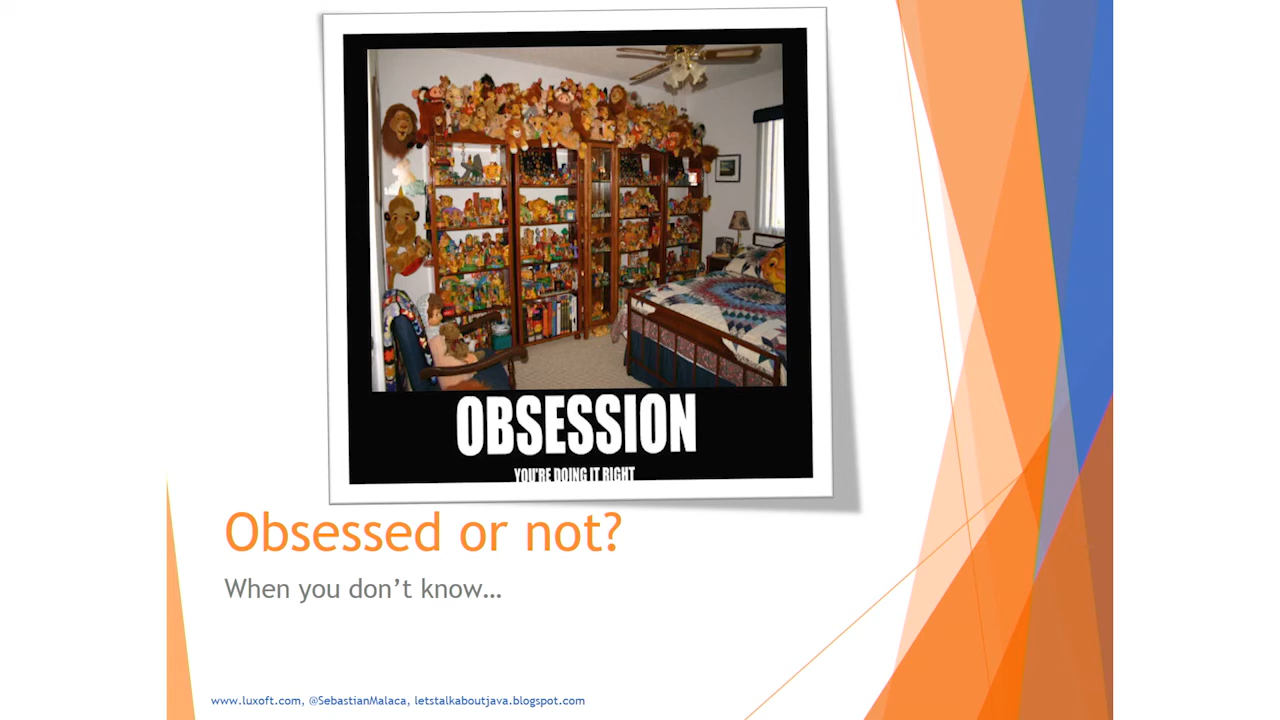 OBSESSION
YOU'RE DOING IT RIGHT
Obsessed or not?
When you don’t know…
www.luxoft.com, @SebastianMalaca, letstalkaboutjava.blogspot.com